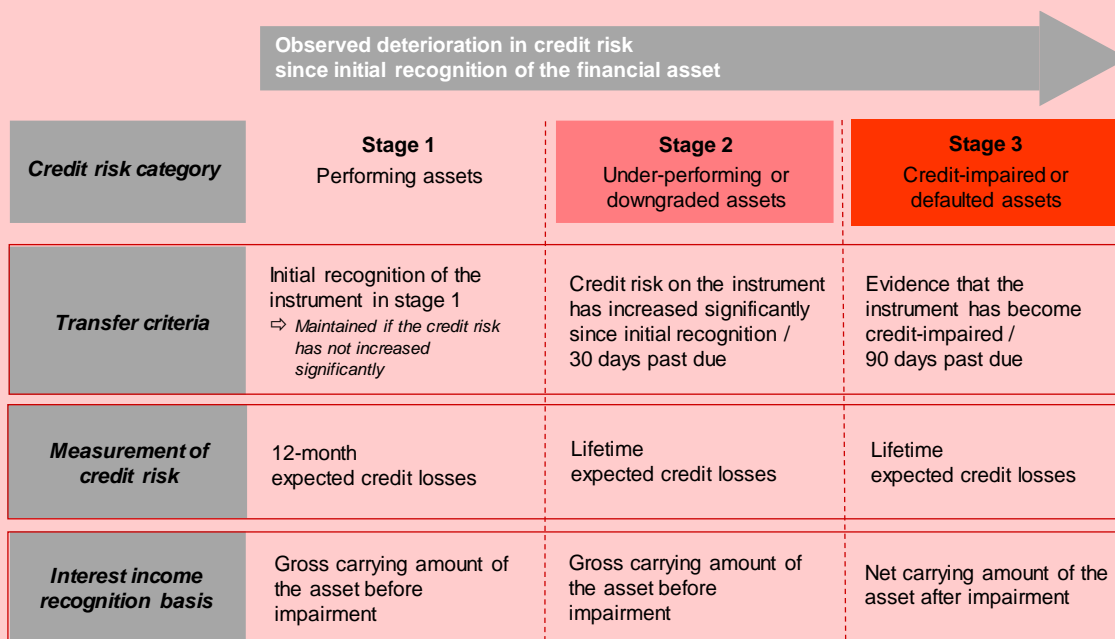 Observed deterioration in credit risk
since initial recognition of the financial asset
Credit risk category
Stage 1
Performing assets
Stage 2
Under-performing or
downgraded assets
Stage 3
Credit-impaired or
defaulted assets
Transfer criteria
Initial recognition of the
instrument in stage 1
⇨ Maintained if the credit risk
has not increased
significantly
Credit risk on the instrument
has increased significantly
since initial recognition /
30 days past due
Evidence that the
instrument has become
credit-impaired /
90 days past due
Measurement of
credit risk
12-month
expected credit losses
Lifetime
expected credit losses
Lifetime
expected credit losses
Interest income
recognition basis
Gross carrying amount of
the asset before
impairment
Gross carrying amount of
the asset before
impairment
Net carrying amount of the
asset after impairment